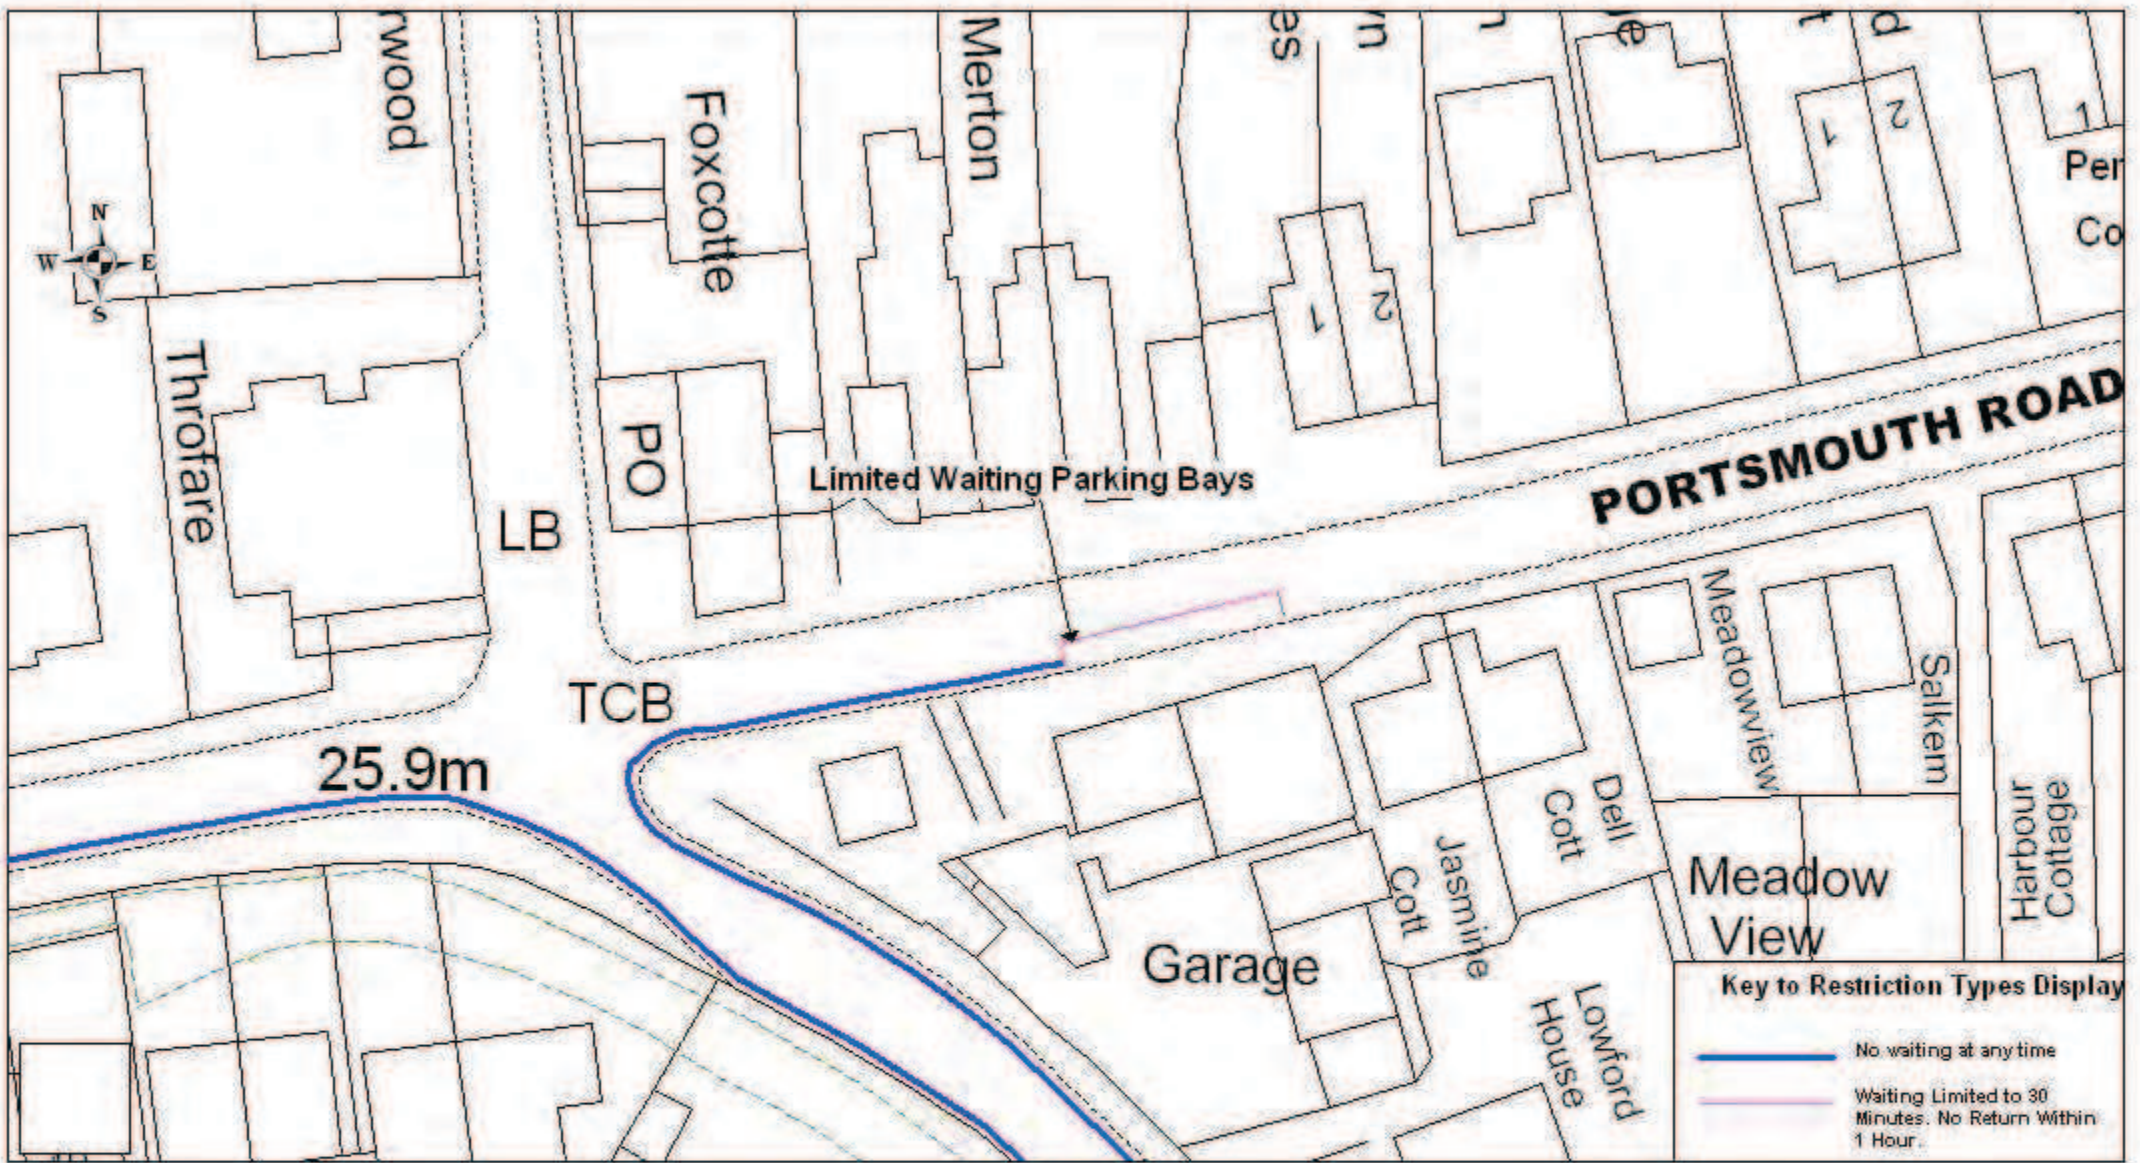 rwood
Foxcotte
Merton
es
wn
n
ve
t
d
1
2
1
Per
Co
N
W E
S
1
2
Throfare
PO
Limited Waiting Parking Bays
PORTSMOUTH ROAD
LB
TCB
25.9m
Meadowview
Salkem
Dell
Cott
Jasmine
Cott
Harbour
Cottage
Meadow
View
Garage
Lowford
House
Key to Restriction Types Display
No waiting at any time
Waiting Limited to 30
Minutes. No Return Within
1 Hour.